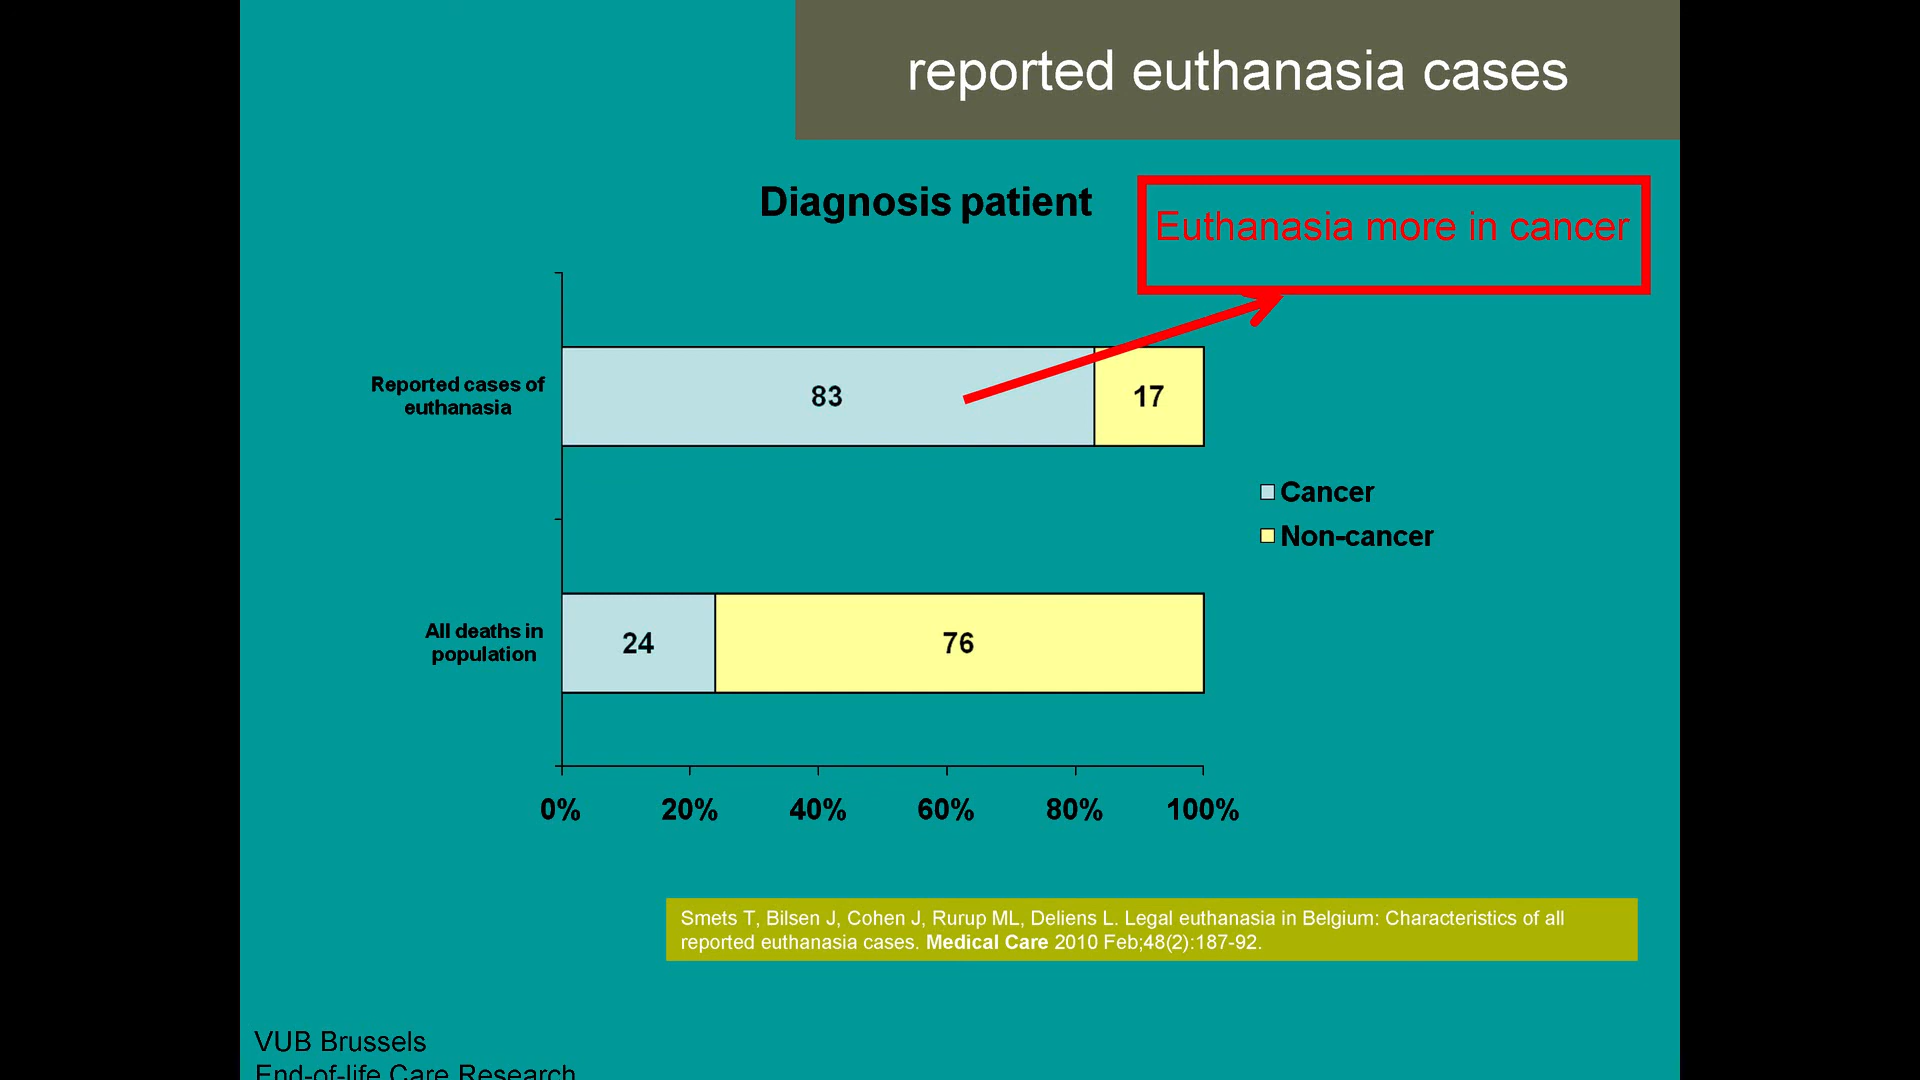 reported euthanasia cases
Diagnosis patient
Euthanasia more in cancer
Reported cases of
euthanasia
83
17
Cancer
Non-cancer
All deaths in
population
24
76
0%
20%
40%
60%
80%
100%
Smets T, Bilsen J, Cohen J, Rurup ML, Deliens L. Legal euthanasia in Belgium: Characteristics of all
reported euthanasia cases. Medical Care 2010 Feb;48(2):187-92.
VUB Brussels
End-of-life Care Research